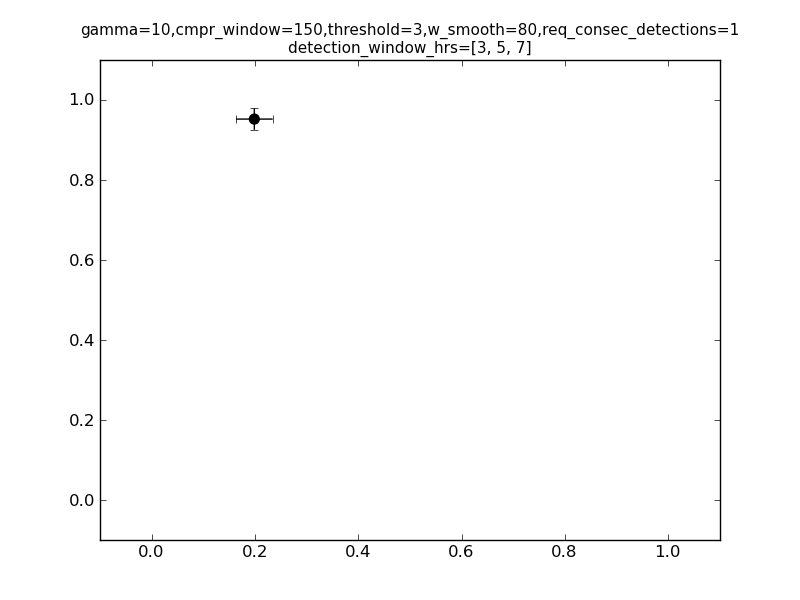 gamma=10,cmpr_window=150,threshold=3,w_smooth=80,req_consec_detections=1
detection_window_hrs=[3, 5, 7]
1.0
0.8
0.6
0.4
0.2
0.0
0.0 0.2 0.4 0.6 0.8 1.0